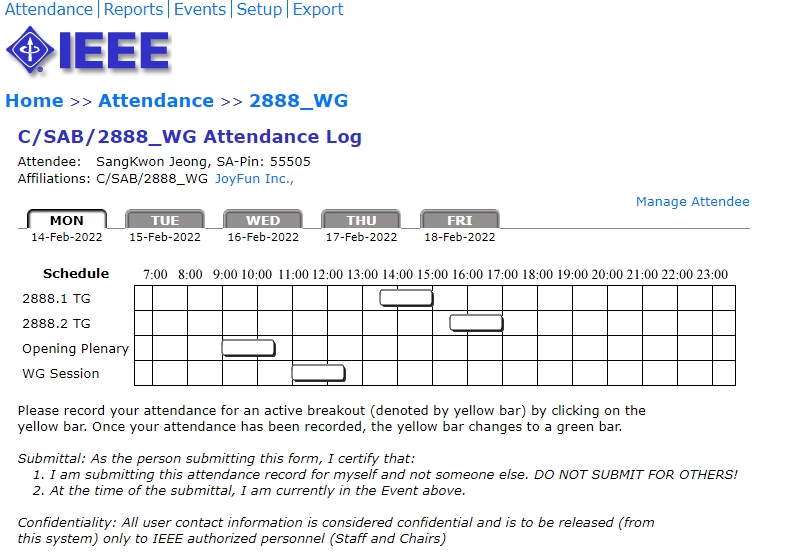 Attendance | Reports | Events | Setup | Export
IEEE
Home >> Attendance >> 2888_WG
C/SAB/2888_WG Attendance Log
Attendee: SangKwon Jeong, SA-Pin: 55505
Affiliations: C/SAB/2888_WG JoyFun Inc.,
Manage Attendee
MON TUE WED THU FRI
14-Feb-2022 15-Feb-2022 16-Feb-2022 17-Feb-2022 18-Feb-2022
Schedule 7:00 8:00 9:00 10:00 11:00 12:00 13:00 14:00 15:00 16:00 17:00 18:00 19:00 20:00 21:00 22:00 23:00
2888.1 TG
2888.2 TG
Opening Plenary
WG Session
Please record your attendance for an active breakout (denoted by yellow bar) by clicking on the
yellow bar. Once your attendance has been recorded, the yellow bar changes to a green bar.
Submittal: As the person submitting this form, I certify that:
1. I am submitting this attendance record for myself and not someone else. DO NOT SUBMIT FOR OTHERS!
2. At the time of the submittal, I am currently in the Event above.
Confidentiality: All user contact information is considered confidential and is to be released (from
this system) only to IEEE authorized personnel (Staff and Chairs)